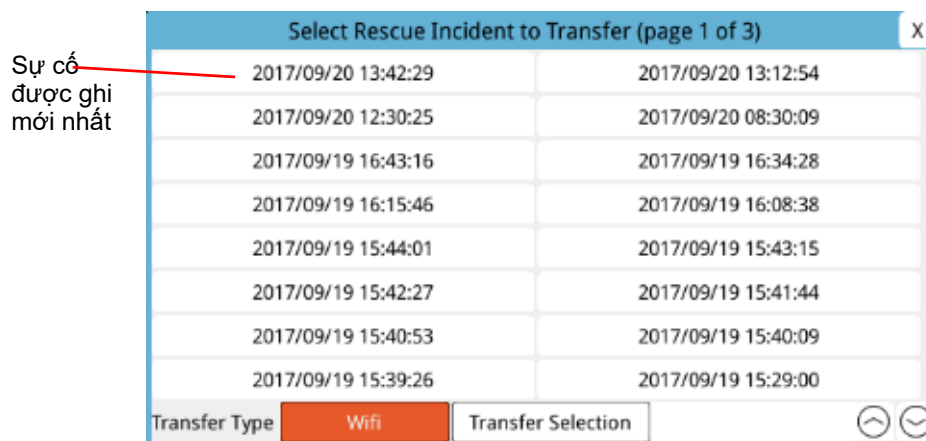 Select Rescue Incident to Transfer (page 1 of 3) X
Sự cố
được ghi
mới nhất
2017/09/20 13:42:29 2017/09/20 13:12:54
2017/09/20 12:30:25 2017/09/20 08:30:09
2017/09/19 16:43:16 2017/09/19 16:34:28
2017/09/19 16:15:46 2017/09/19 16:08:38
2017/09/19 15:44:01 2017/09/19 15:43:15
2017/09/19 15:42:27 2017/09/19 15:41:44
2017/09/19 15:40:53 2017/09/19 15:40:09
2017/09/19 15:39:26 2017/09/19 15:29:00
Transfer Type Wifi Transfer Selection